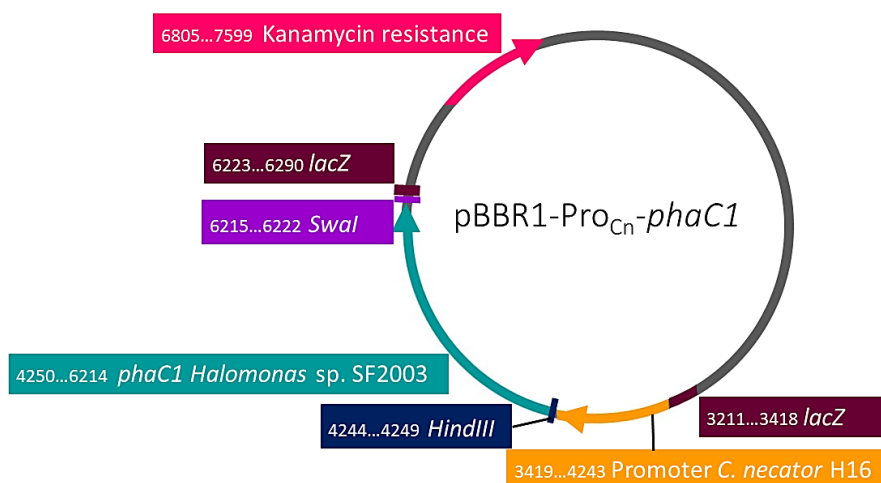 6805...7599 Kanamycin resistance
6223...6290 lacZ
6215...6222 SwaI
pBBR1-ProCn-phaC1
4250...6214 phaC1 Halomonas sp. SF2003
4244...4249 HindIII
3211...3418 lacZ
3419...4243 Promoter C. necator H16